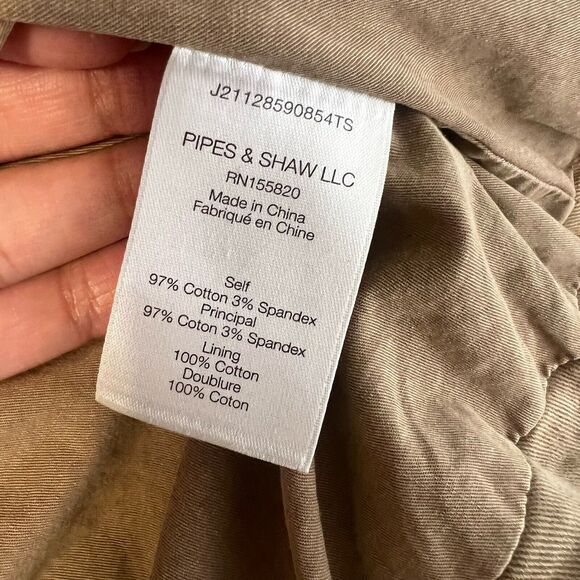 J21128590854TS
PIPES & SHAW LLC
RN155820
Made in China
Fabriqué en Chine
Self
97% Cotton 3% Spandex
Principal
97% Coton 3% Spandex
Lining
100% Cotton
Doublure
100% Coton